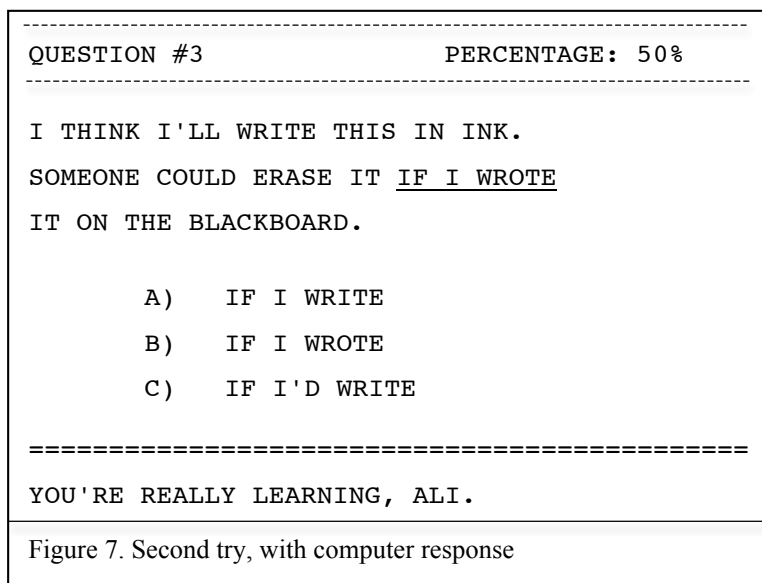 QUESTION #3 PERCENTAGE: 50%
I THINK I'LL WRITE THIS IN INK.
SOMEONE COULD ERASE IT IF I WROTE
IT ON THE BLACKBOARD.
A) IF I WRITE
B) IF I WROTE
C) IF I'D WRITE
=============================================
YOU'RE REALLY LEARNING, ALI.
Figure 7. Second try, with computer response